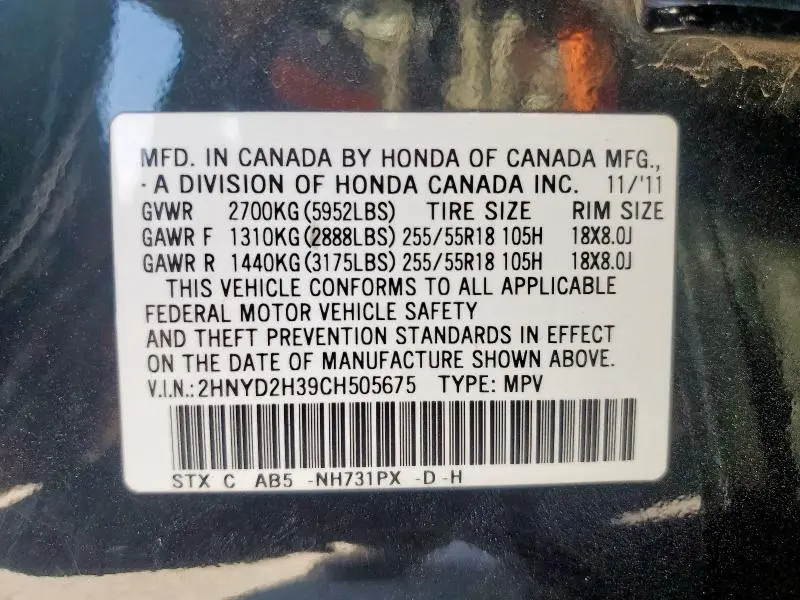 MFD. IN CANADA BY HONDA OF CANADA MFG.,
· A DIVISION OF HONDA CANADA INC. 11/'11
GVWR 2700KG(5952LBS) TIRE SIZE RIM SIZE
GAWR F 1310KG(2888LBS) 255/55R18 105H 18X8.0J
GAWR R 1440KG(3175LBS) 255/55R18 105H 18X8.0J
THIS VEHICLE CONFORMS TO ALL APPLICABLE
FEDERAL MOTOR VEHICLE SAFETY
AND THEFT PREVENTION STANDARDS IN EFFECT
ON THE DATE OF MANUFACTURE SHOWN ABOVE.
V.I.N.:2HNYD2H39CH505675 TYPE: MPV
STX C AB5 -NH731PX -D -H